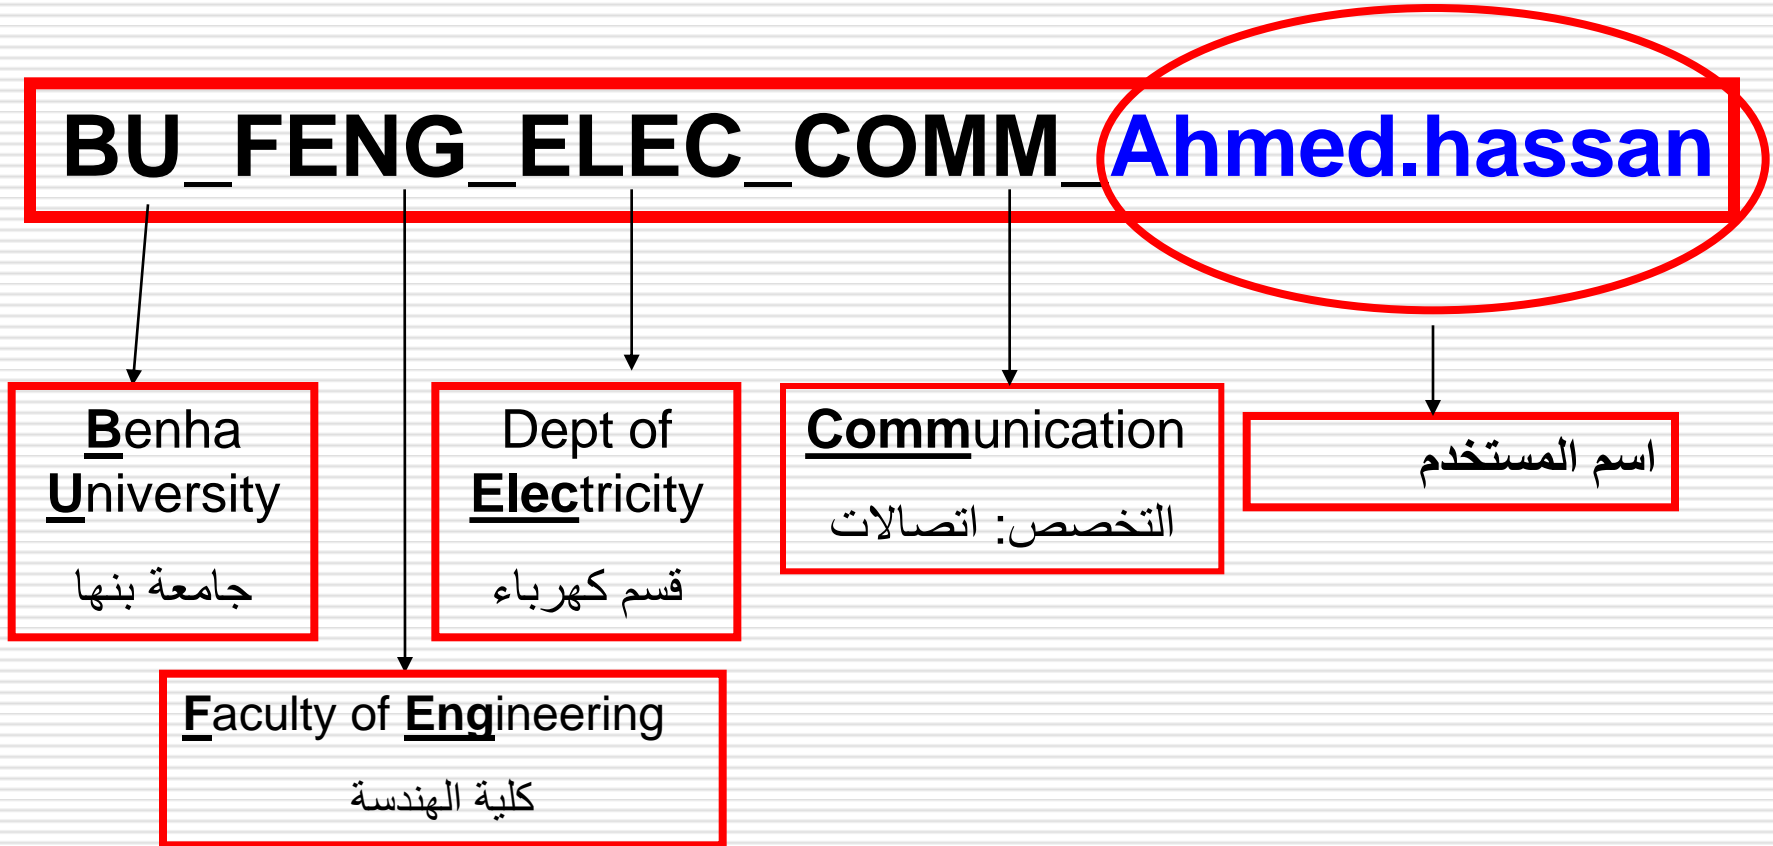 BU_FENG_ELEC_COMM_Ahmed.hassan
Benha
University
جامعة بنها
Dept of
Electricity
قسم كهرباء
Communication
التخصص: اتصالات
اسم المستخدم
Faculty of Engineering
كلية الهندسة